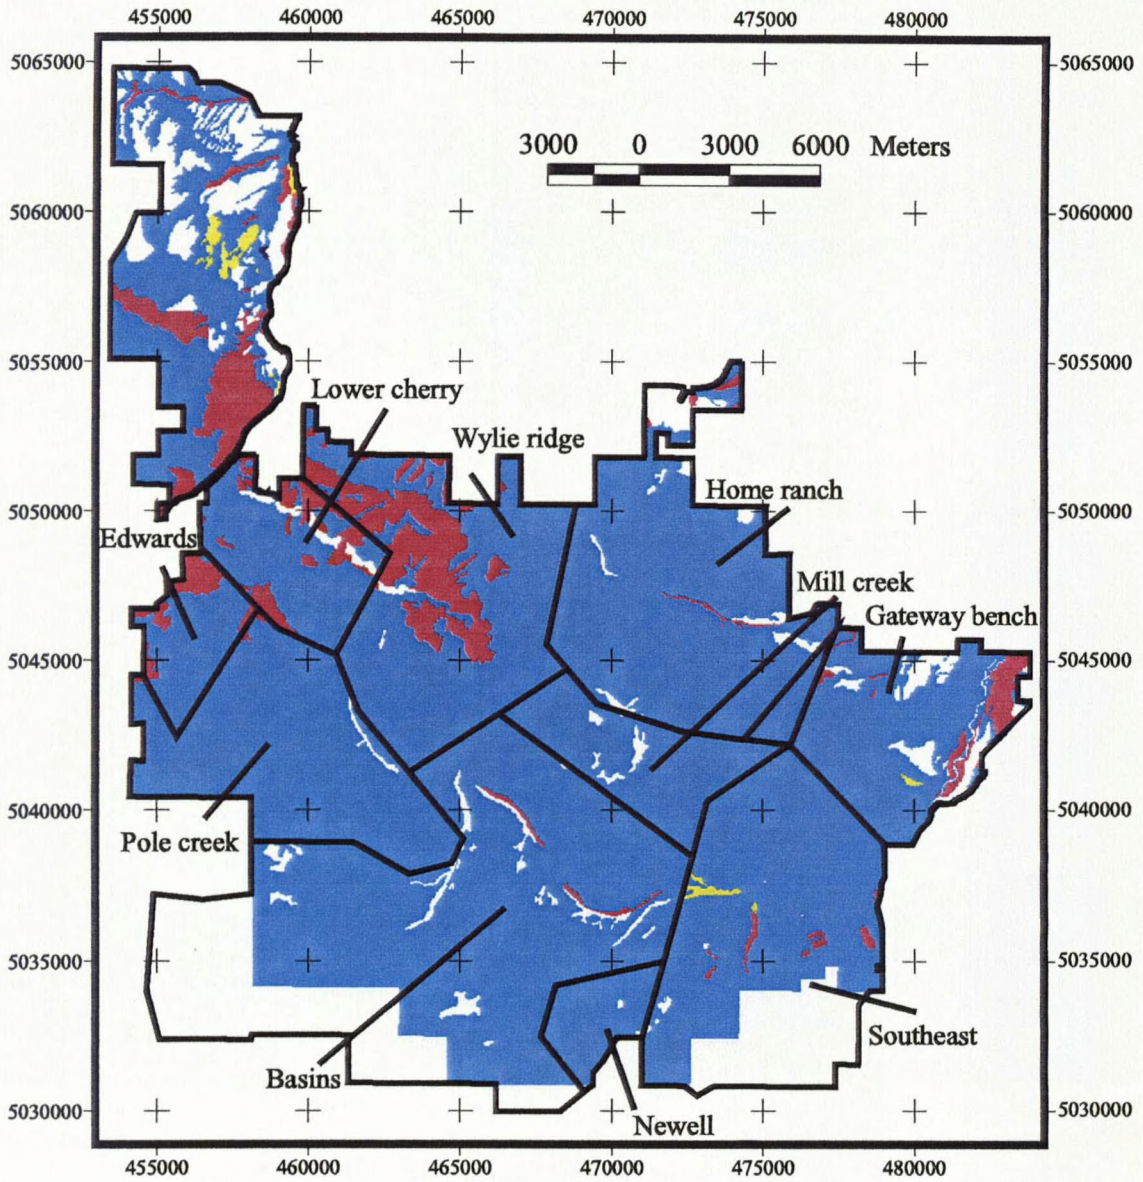 455000 460000 465000 470000 475000 480000
5065000 5065000
3000 0 3000 6000 Meters
5060000 5060000
5055000 5055000
Lower cherry
Wylie ridge
Home ranch
5050000 5050000
Edwards
Mill creek
Gateway bench
5045000 5045000
5040000 5040000
Pole creek
5035000 5035000
Southeast
Basins
5030000 5030000
Newell
455000 460000 465000 470000 475000 480000